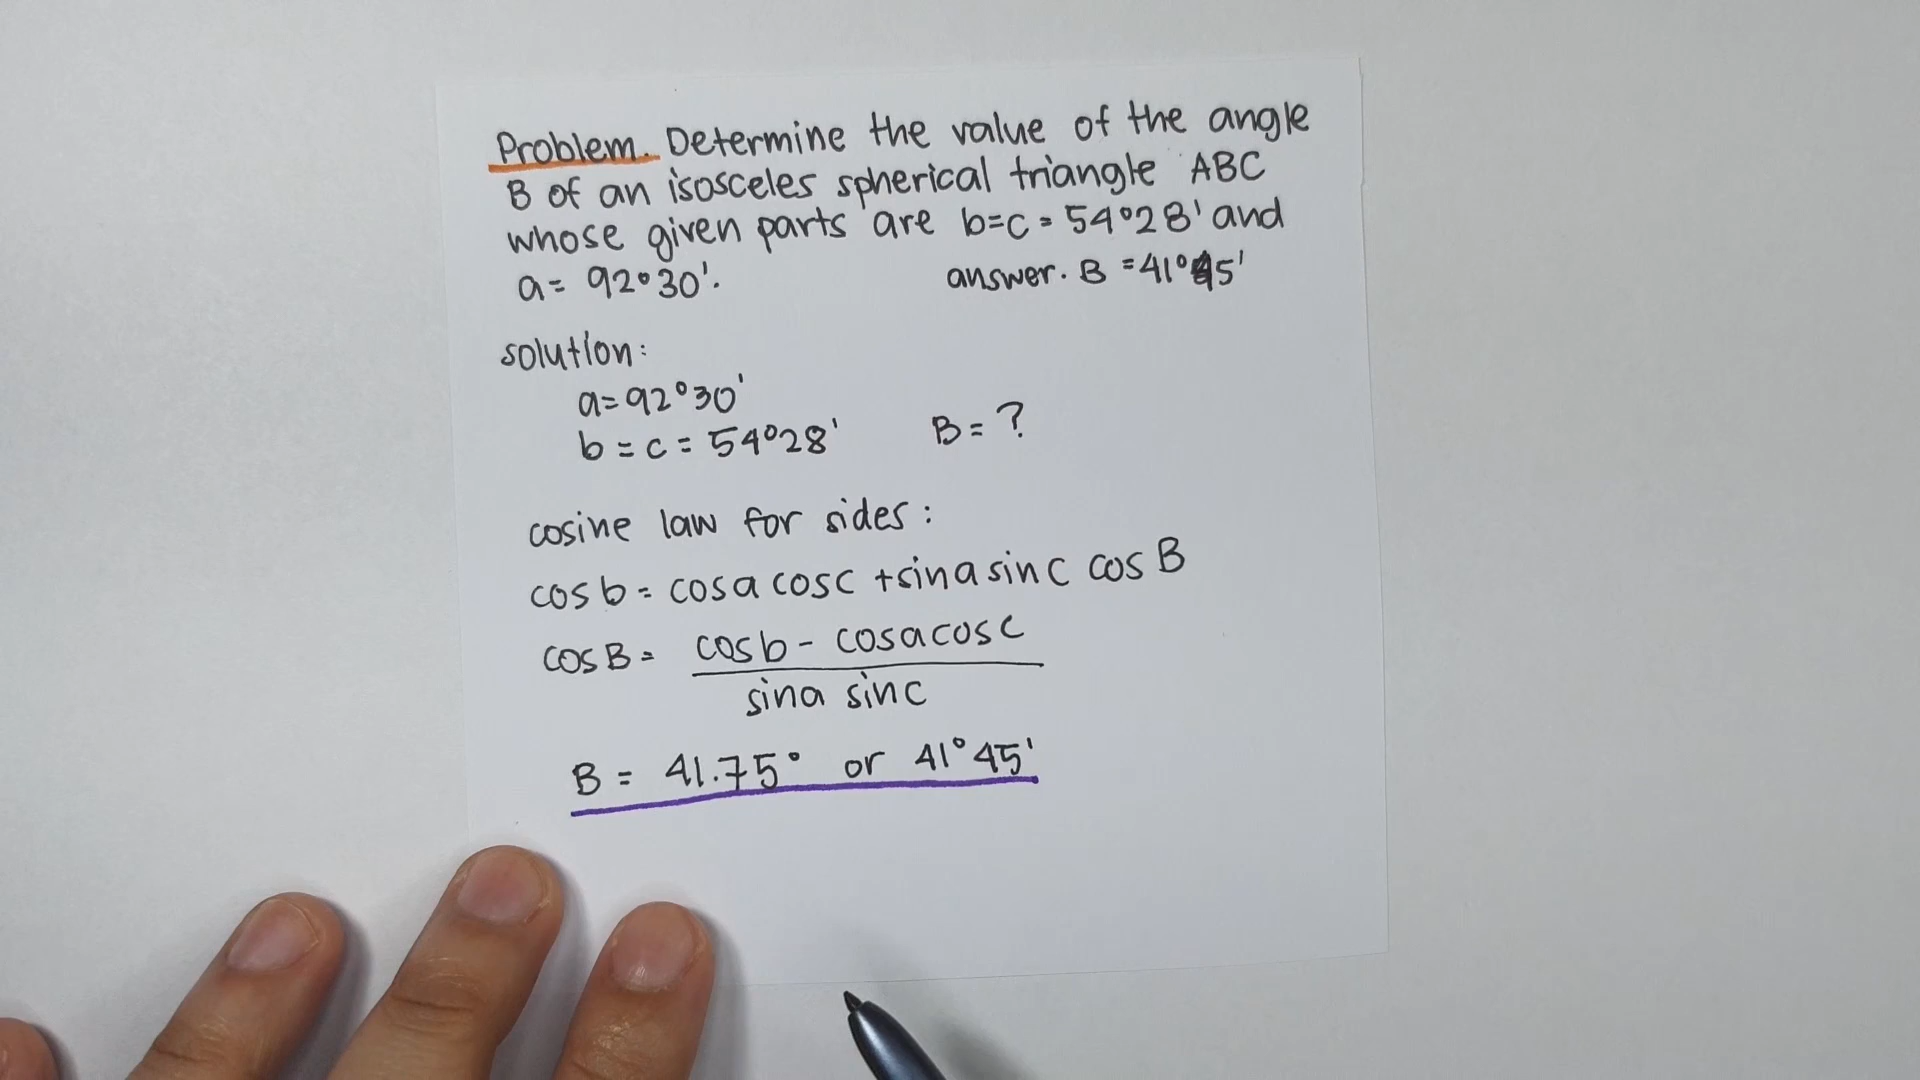 Problem. Determine the value of the angle
B of an isosceles spherical triangle ABC
whose given parts are b=c=54°28' and
a= 92°30'. answer. B =41°45'
solution:
a=92°30'
b=c=54°28' B=?
cosine law for sides:
cos b = cos a cos c + sin a sin c cos B
cos B = cos b - cos a cos c
sin a sin c
B = 41.75° or 41°45'